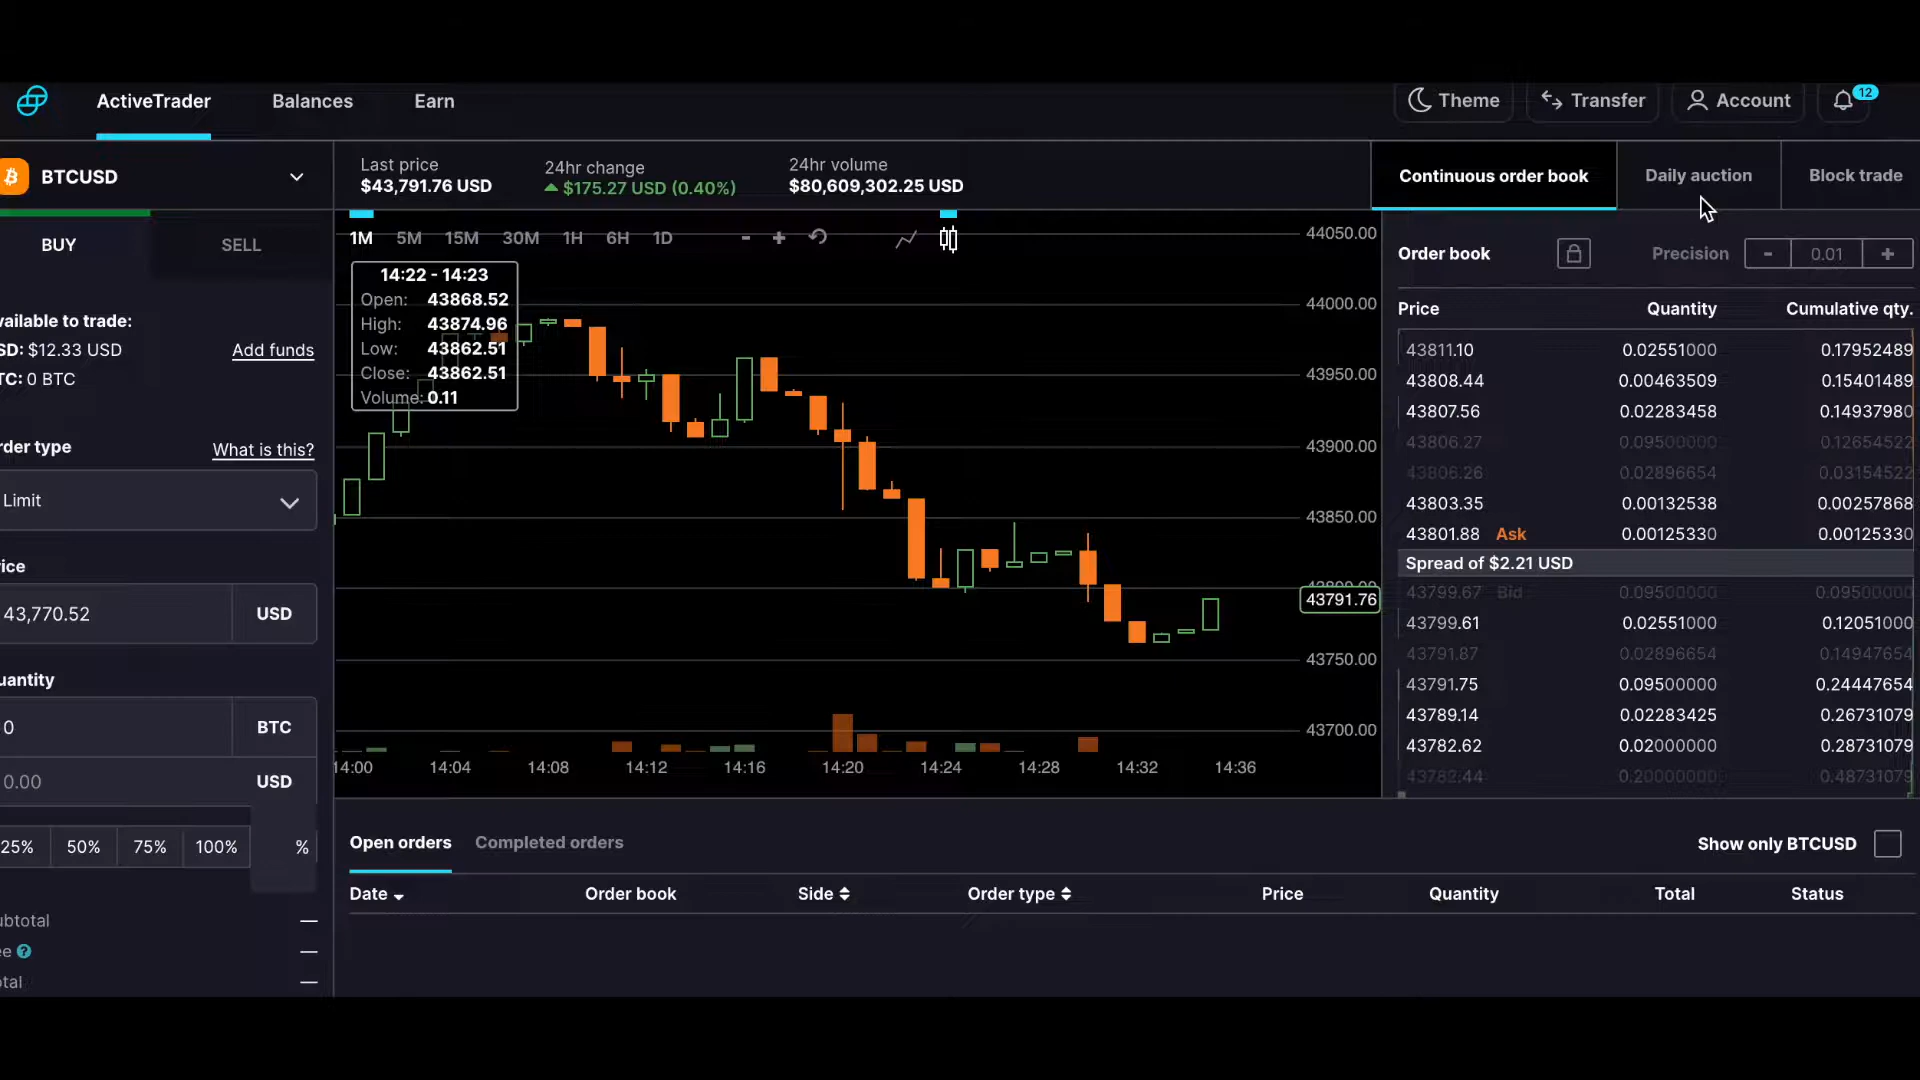 ActiveTrader Balances Earn Theme Transfer Account 12
BTCUSD
Last price
$43,791.76 USD
24hr change
$175.27 USD (0.40%)
24hr volume
$80,609,302.25 USD
Continuous order book Daily auction Block trade
BUY SELL
vailable to trade:
SD: $12.33 USD Add funds
TC: 0 BTC
rder type What is this?
Limit
rice
43,770.52 USD
uantity
0 BTC
0.00 USD
25% 50% 75% 100% %
ubtotal —
ee ? —
otal —
1M 5M 15M 30M 1H 6H 1D - +
14:22 - 14:23
Open: 43868.52
High: 43874.96
Low: 43862.51
Close: 43862.51
Volume: 0.11
44050.00
44000.00
43950.00
43900.00
43850.00
43800.00
43791.76
43750.00
43700.00
14:00 14:04 14:08 14:12 14:16 14:20 14:24 14:28 14:32 14:36
Order book Precision - 0.01 +
Price Quantity Cumulative qty.
43811.10 0.02551000 0.17952489
43808.44 0.00463509 0.15401489
43807.56 0.02283458 0.14937980
43806.27 0.09500000 0.12654522
43806.26 0.02896654 0.03154522
43803.35 0.00132538 0.00257868
43801.88 Ask 0.00125330 0.00125330
Spread of $2.21 USD
43799.67 Bid 0.09500000 0.09500000
43799.61 0.02551000 0.12051000
43791.87 0.02896654 0.14947654
43791.75 0.09500000 0.24447654
43789.14 0.02283425 0.26731079
43782.62 0.02000000 0.28731079
43782.44 0.20000000 0.48731079
Open orders Completed orders Show only BTCUSD
Date Order book Side Order type Price Quantity Total Status